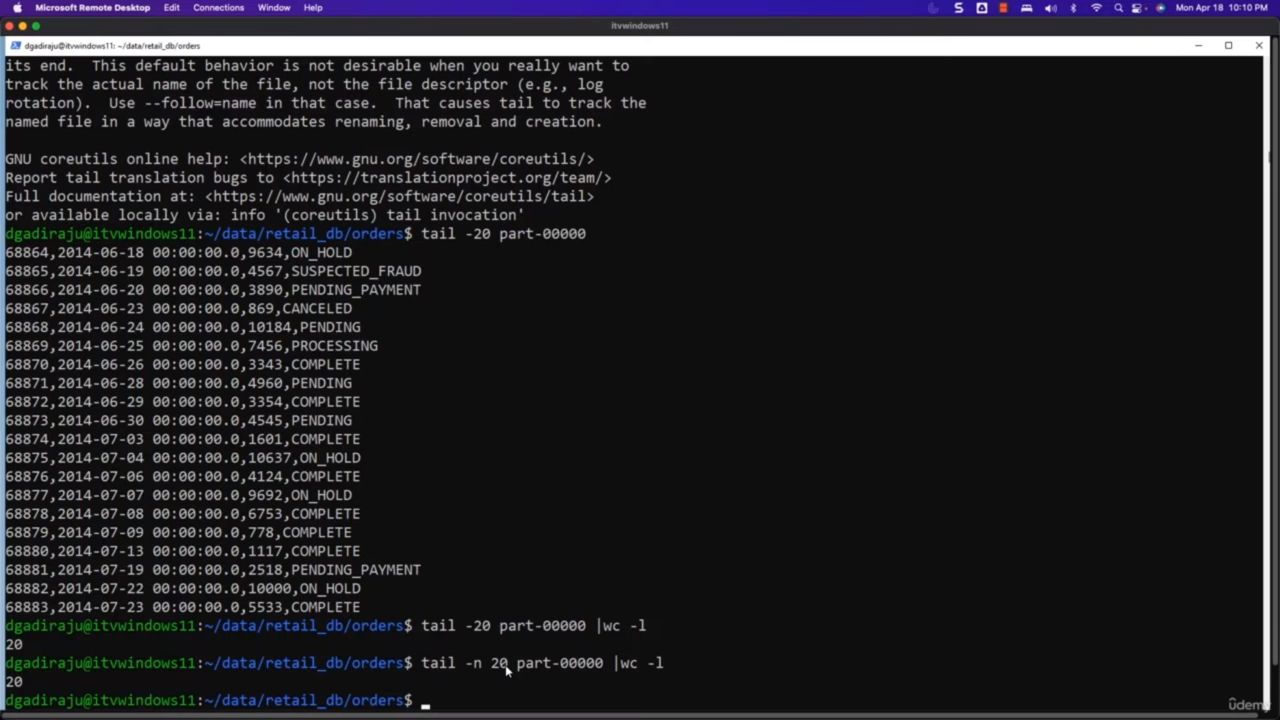 Microsoft Remote Desktop Edit Connections Window Help Mon Apr 18 10:10 PM
itvwindows11
dgadiraju@itvwindows11: ~/data/retail_db/orders
its end.  This default behavior is not desirable when you really want to
track the actual name of the file, not the file descriptor (e.g., log
rotation).  Use --follow=name in that case.  That causes tail to track the
named file in a way that accommodates renaming, removal and creation.
GNU coreutils online help: <https://www.gnu.org/software/coreutils/>
Report tail translation bugs to <https://translationproject.org/team/>
Full documentation at: <https://www.gnu.org/software/coreutils/tail>
or available locally via: info '(coreutils) tail invocation'
dgadiraju@itvwindows11:~/data/retail_db/orders$ tail -20 part-00000
68864,2014-06-18 00:00:00.0,9634,ON_HOLD
68865,2014-06-19 00:00:00.0,4567,SUSPECTED_FRAUD
68866,2014-06-20 00:00:00.0,3890,PENDING_PAYMENT
68867,2014-06-23 00:00:00.0,869,CANCELED
68868,2014-06-24 00:00:00.0,10184,PENDING
68869,2014-06-25 00:00:00.0,7456,PROCESSING
68870,2014-06-26 00:00:00.0,3343,COMPLETE
68871,2014-06-28 00:00:00.0,4960,PENDING
68872,2014-06-29 00:00:00.0,3354,COMPLETE
68873,2014-06-30 00:00:00.0,4545,PENDING
68874,2014-07-03 00:00:00.0,1601,COMPLETE
68875,2014-07-04 00:00:00.0,10637,ON_HOLD
68876,2014-07-06 00:00:00.0,4124,COMPLETE
68877,2014-07-07 00:00:00.0,9692,ON_HOLD
68878,2014-07-08 00:00:00.0,6753,COMPLETE
68879,2014-07-09 00:00:00.0,778,COMPLETE
68880,2014-07-13 00:00:00.0,1117,COMPLETE
68881,2014-07-19 00:00:00.0,2518,PENDING_PAYMENT
68882,2014-07-22 00:00:00.0,10000,ON_HOLD
68883,2014-07-23 00:00:00.0,5533,COMPLETE
dgadiraju@itvwindows11:~/data/retail_db/orders$ tail -20 part-00000 |wc -l
20
dgadiraju@itvwindows11:~/data/retail_db/orders$ tail -n 20 part-00000 |wc -l
20
dgadiraju@itvwindows11:~/data/retail_db/orders$
ûdemy